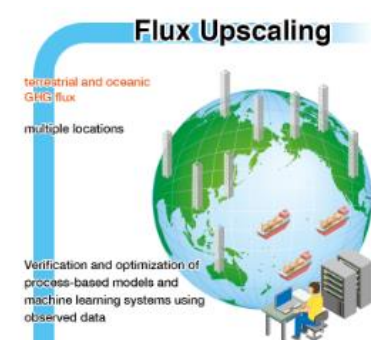 Flux Upscaling
terrestrial and oceanic
GHG flux
multiple locations
Verification and optimization of
process-based models and
machine learning systems using
observed data